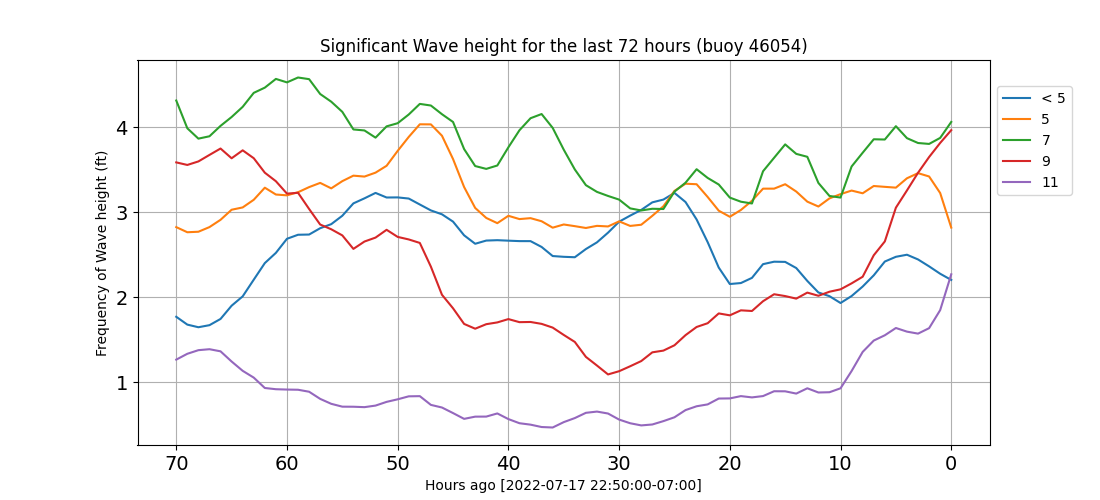 Significant Wave height for the last 72 hours (buoy 46054)
Frequency of Wave height (ft)
4
3
2
1
70 60 50 40 30 20 10 0
Hours ago [2022-07-17 22:50:00-07:00]
< 5
5
7
9
11